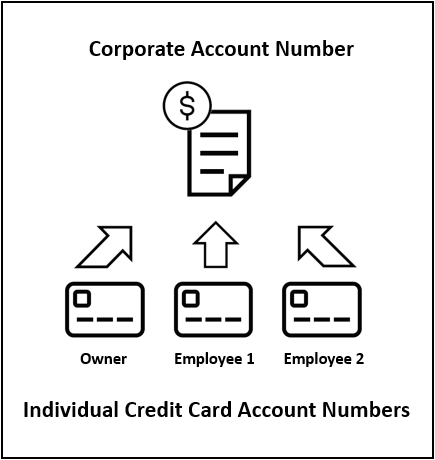 Corporate Account Number
$
Owner
Employee 1
Employee 2
Individual Credit Card Account Numbers